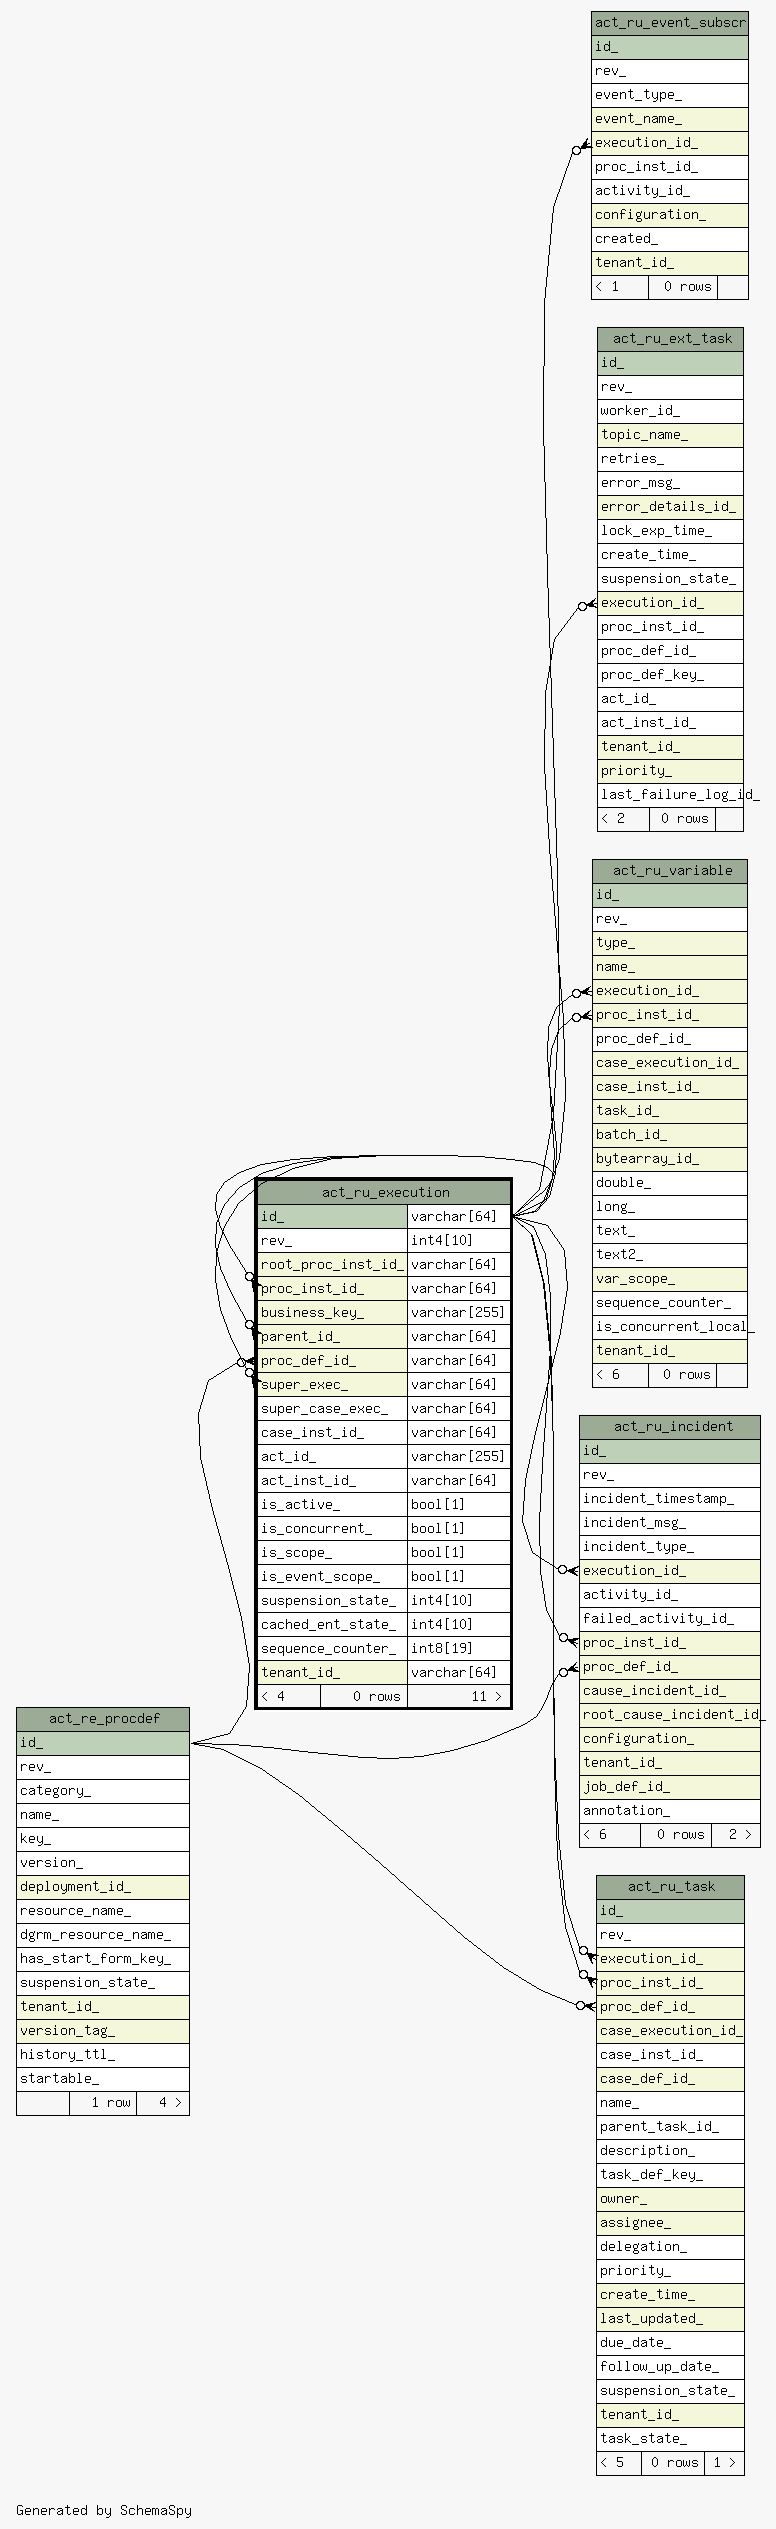 act_ru_event_subscr
id_
rev_
event_type_
event_name_
execution_id_
proc_inst_id_
activity_id_
configuration_
created_
tenant_id_
< 1 0 rows
act_ru_ext_task
id_
rev_
worker_id_
topic_name_
retries_
error_msg_
error_details_id_
lock_exp_time_
create_time_
suspension_state_
execution_id_
proc_inst_id_
proc_def_id_
proc_def_key_
act_id_
act_inst_id_
tenant_id_
priority_
last_failure_log_id_
< 2 0 rows
act_ru_variable
id_
rev_
type_
name_
execution_id_
proc_inst_id_
proc_def_id_
case_execution_id_
case_inst_id_
task_id_
batch_id_
bytearray_id_
double_
long_
text_
text2_
var_scope_
sequence_counter_
is_concurrent_local_
tenant_id_
< 6 0 rows
act_ru_execution
id_ varchar[64]
rev_ int4[10]
root_proc_inst_id_ varchar[64]
proc_inst_id_ varchar[64]
business_key_ varchar[255]
parent_id_ varchar[64]
proc_def_id_ varchar[64]
super_exec_ varchar[64]
super_case_exec_ varchar[64]
case_inst_id_ varchar[64]
act_id_ varchar[255]
act_inst_id_ varchar[64]
is_active_ bool[1]
is_concurrent_ bool[1]
is_scope_ bool[1]
is_event_scope_ bool[1]
suspension_state_ int4[10]
cached_ent_state_ int4[10]
sequence_counter_ int8[19]
tenant_id_ varchar[64]
< 4 0 rows 11 >
act_ru_incident
id_
rev_
incident_timestamp_
incident_msg_
incident_type_
execution_id_
activity_id_
failed_activity_id_
proc_inst_id_
proc_def_id_
cause_incident_id_
root_cause_incident_id_
configuration_
tenant_id_
job_def_id_
annotation_
< 6 0 rows 2 >
act_re_procdef
id_
rev_
category_
name_
key_
version_
deployment_id_
resource_name_
dgrm_resource_name_
has_start_form_key_
suspension_state_
tenant_id_
version_tag_
history_ttl_
startable_
1 row 4 >
act_ru_task
id_
rev_
execution_id_
proc_inst_id_
proc_def_id_
case_execution_id_
case_inst_id_
case_def_id_
name_
parent_task_id_
description_
task_def_key_
owner_
assignee_
delegation_
priority_
create_time_
last_updated_
due_date_
follow_up_date_
suspension_state_
tenant_id_
task_state_
< 5 0 rows 1 >
Generated by SchemaSpy